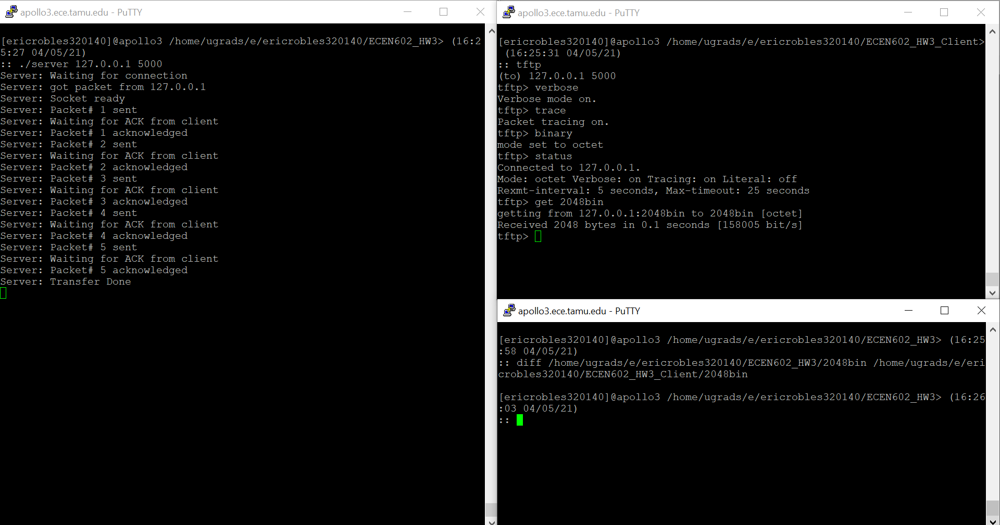 apollo3.ece.tamu.edu - PuTTY
[ericrobles320140]@apollo3 /home/ugrads/e/ericrobles320140/ECEN602_HW3> (16:2
5:27 04/05/21)
:: ./server 127.0.0.1 5000
Server: Waiting for connection
Server: got packet from 127.0.0.1
Server: Socket ready
Server: Packet# 1 sent
Server: Waiting for ACK from client
Server: Packet# 1 acknowledged
Server: Packet# 2 sent
Server: Waiting for ACK from client
Server: Packet# 2 acknowledged
Server: Packet# 3 sent
Server: Waiting for ACK from client
Server: Packet# 3 acknowledged
Server: Packet# 4 sent
Server: Waiting for ACK from client
Server: Packet# 4 acknowledged
Server: Packet# 5 sent
Server: Waiting for ACK from client
Server: Packet# 5 acknowledged
Server: Transfer Done
apollo3.ece.tamu.edu - PuTTY
[ericrobles320140]@apollo3 /home/ugrads/e/ericrobles320140/ECEN602_HW3_Client>
(16:25:31 04/05/21)
:: tftp
(to) 127.0.0.1 5000
tftp> verbose
Verbose mode on.
tftp> trace
Packet tracing on.
tftp> binary
mode set to octet
tftp> status
Connected to 127.0.0.1.
Mode: octet Verbose: on Tracing: on Literal: off
Rexmt-interval: 5 seconds, Max-timeout: 25 seconds
tftp> get 2048bin
getting from 127.0.0.1:2048bin to 2048bin [octet]
Received 2048 bytes in 0.1 seconds [158005 bit/s]
tftp>
apollo3.ece.tamu.edu - PuTTY
[ericrobles320140]@apollo3 /home/ugrads/e/ericrobles320140/ECEN602_HW3> (16:25
:58 04/05/21)
:: diff /home/ugrads/e/ericrobles320140/ECEN602_HW3/2048bin /home/ugrads/e/eri
crobles320140/ECEN602_HW3_Client/2048bin
[ericrobles320140]@apollo3 /home/ugrads/e/ericrobles320140/ECEN602_HW3> (16:26
:03 04/05/21)
::